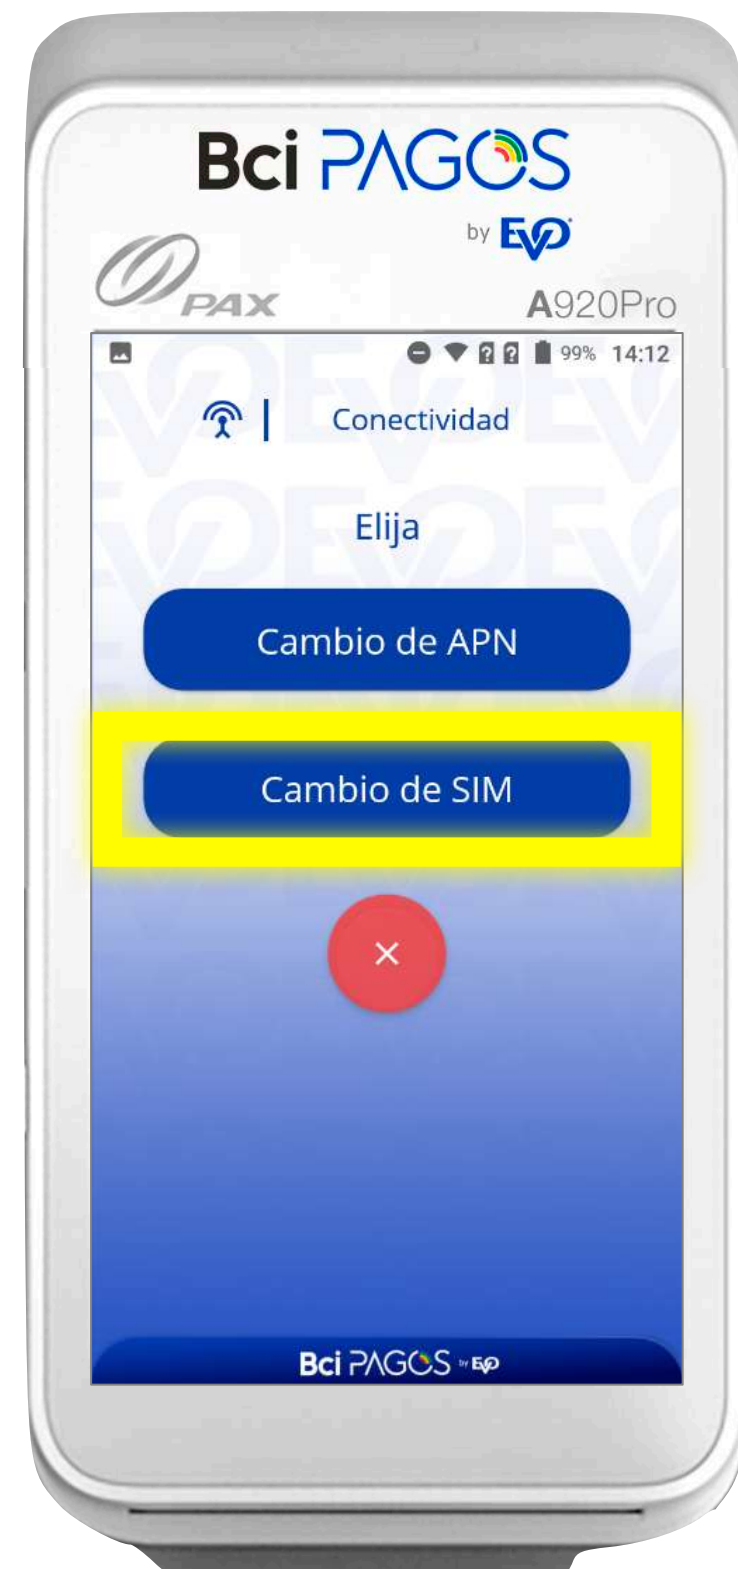 Bci PAGOS
by EVO
PAX
A920Pro
99% 14:12
Conectividad
Elija
Cambio de APN
Cambio de SIM
Bci PAGOS by EVO